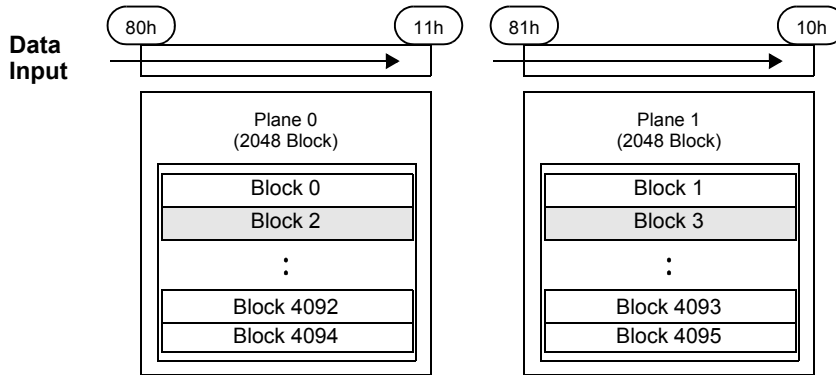 80h 11h 81h 10h
Data
Input
Plane 0
(2048 Block)
Block 0
Block 2
:
Block 4092
Block 4094
Plane 1
(2048 Block)
Block 1
Block 3
:
Block 4093
Block 4095